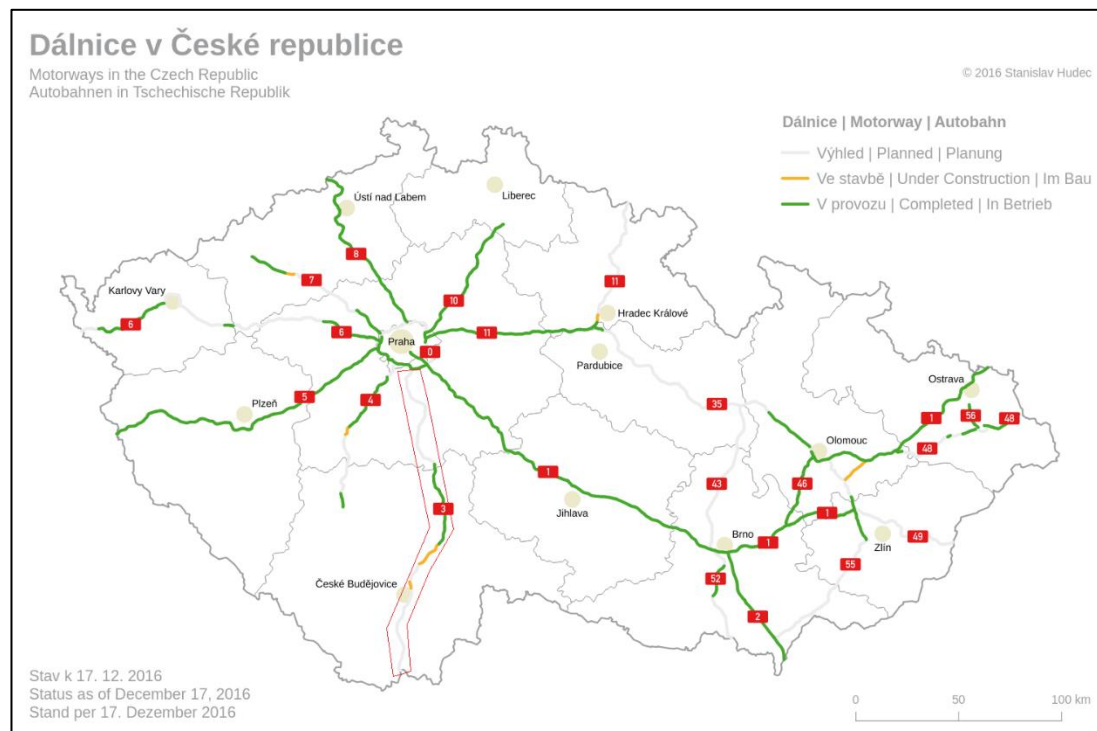 Dálnice v České republice
Motorways in the Czech Republic
Autobahnen in Tschechische Republik
© 2016 Stanislav Hudec
Dálnice | Motorway | Autobahn
Výhled | Planned | Planung
Ve stavbě | Under Construction | Im Bau
V provozu | Completed | In Betrieb
Ústí nad Labem
Liberec
8
7
11
Karlovy Vary
10
6
Hradec Králové
6
11
Praha
0
Pardubice
Ostrava
5
4
Plzeň
35
1
56
48
Olomouc
48
1
43
46
3
Jihlava
1
Brno
1
Zlín
49
55
52
České Budějovice
2
Stav k 17. 12. 2016
Status as of December 17, 2016
Stand per 17. Dezember 2016
0 50 100 km